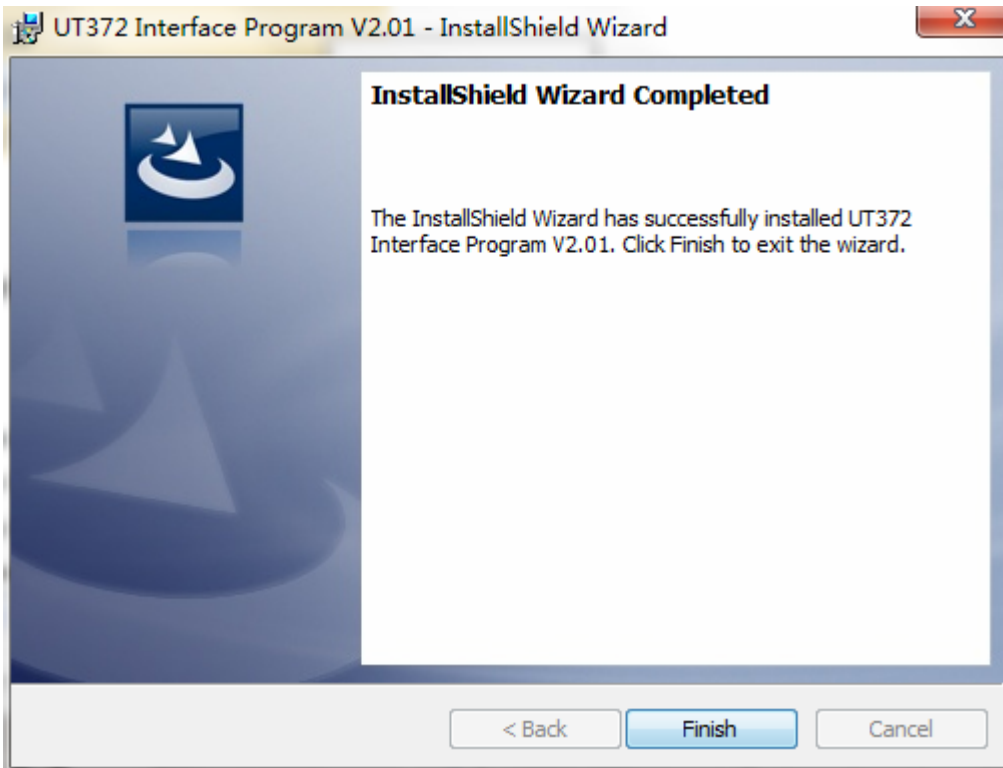 UT372 Interface Program V2.01 - InstallShield Wizard
InstallShield Wizard Completed
The InstallShield Wizard has successfully installed UT372
Interface Program V2.01. Click Finish to exit the wizard.
< Back Finish Cancel